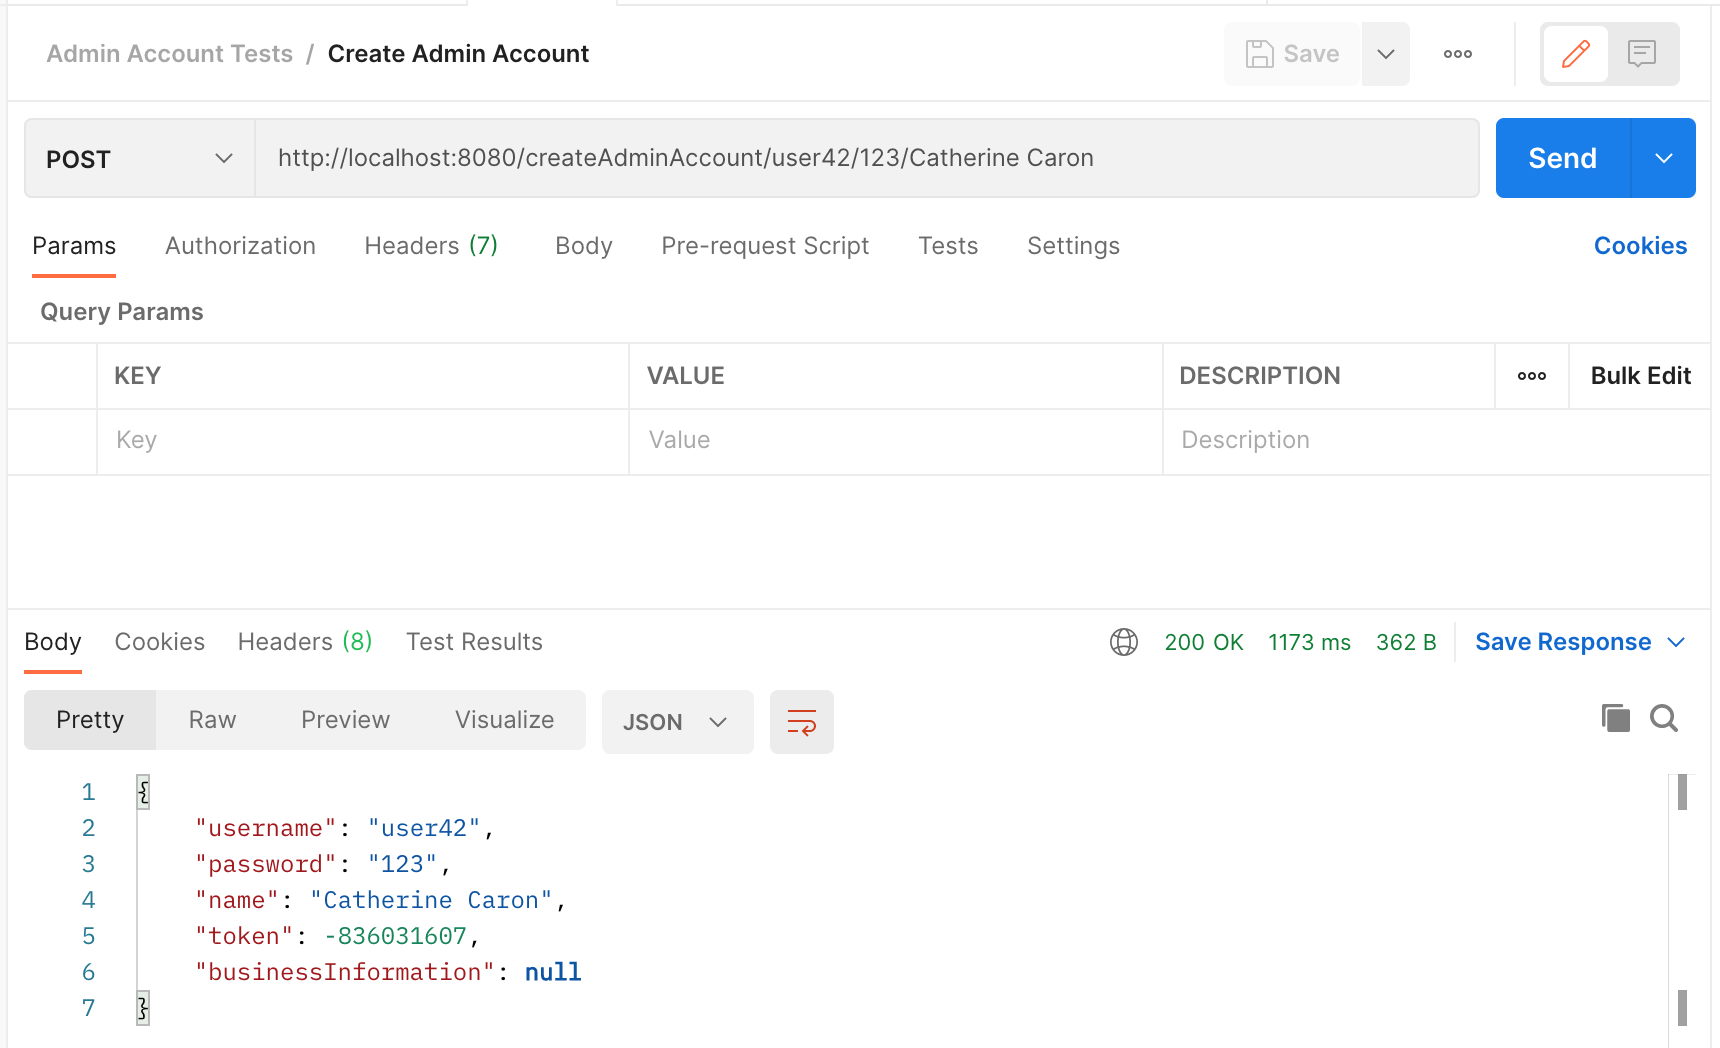 Admin Account Tests / Create Admin Account
Save
POST
http://localhost:8080/createAdminAccount/user42/123/Catherine Caron
Send
Params Authorization Headers (7) Body Pre-request Script Tests Settings Cookies
Query Params
KEY VALUE DESCRIPTION ooo Bulk Edit
Key Value Description
Body Cookies Headers (8) Test Results 200 OK 1173 ms 362 B Save Response
Pretty Raw Preview Visualize JSON
1 {
2 "username": "user42",
3 "password": "123",
4 "name": "Catherine Caron",
5 "token": -836031607,
6 "businessInformation": null
7 }